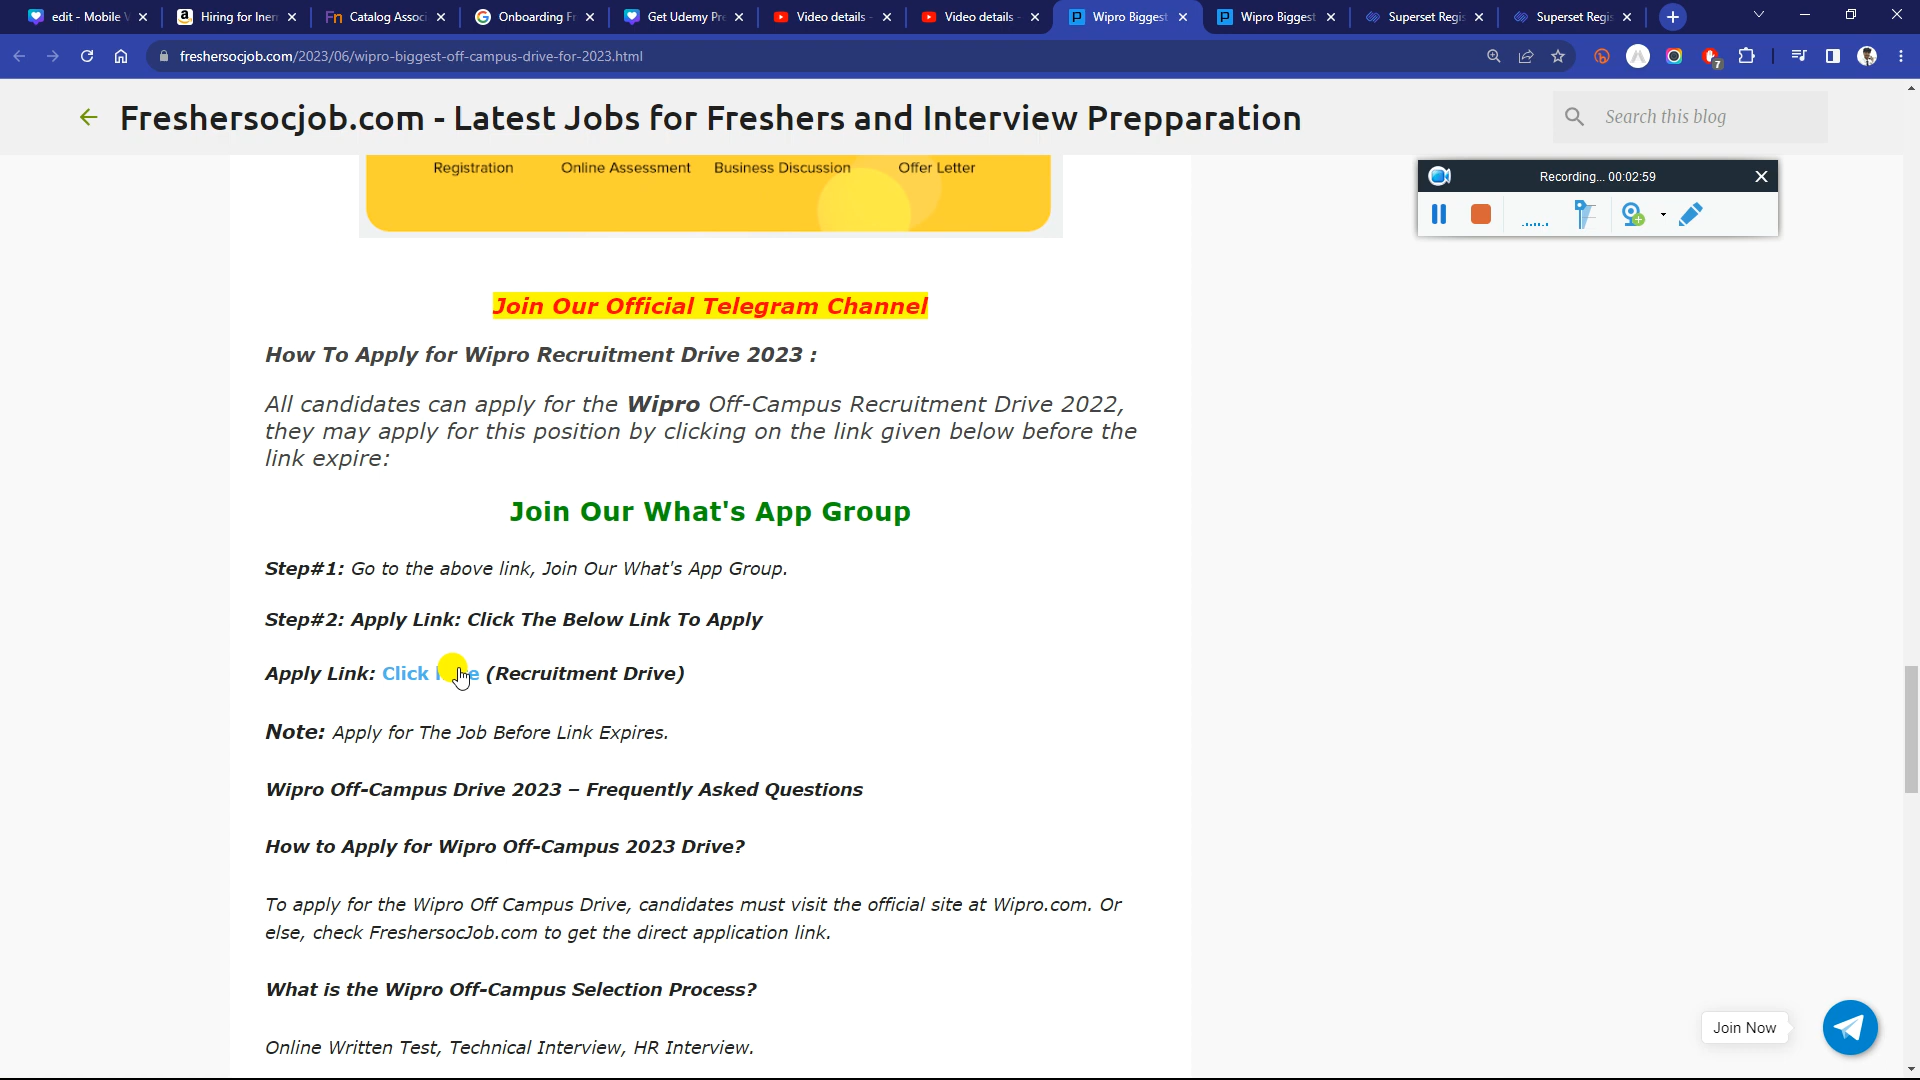 edit - Mobile
Hiring for Iner
Catalog Assoc
Onboarding F
Get Udemy Pre
Video details -
Video details -
Wipro Biggest
Wipro Biggest
Superset Regis
Superset Regis
freshersocjob.com/2023/06/wipro-biggest-off-campus-drive-for-2023.html
7
Freshersocjob.com - Latest Jobs for Freshers and Interview Prepparation
Search this blog
Recording... 00:02:59
Registration
Online Assessment
Business Discussion
Offer Letter
Join Our Official Telegram Channel
How To Apply for Wipro Recruitment Drive 2023 :
All candidates can apply for the Wipro Off-Campus Recruitment Drive 2022,
they may apply for this position by clicking on the link given below before the
link expire:
Join Our What's App Group
Step#1: Go to the above link, Join Our What's App Group.
Step#2: Apply Link: Click The Below Link To Apply
Apply Link: Click here (Recruitment Drive)
Note: Apply for The Job Before Link Expires.
Wipro Off-Campus Drive 2023 – Frequently Asked Questions
How to Apply for Wipro Off-Campus 2023 Drive?
To apply for the Wipro Off Campus Drive, candidates must visit the official site at Wipro.com. Or
else, check FreshersocJob.com to get the direct application link.
What is the Wipro Off-Campus Selection Process?
Online Written Test, Technical Interview, HR Interview.
Join Now